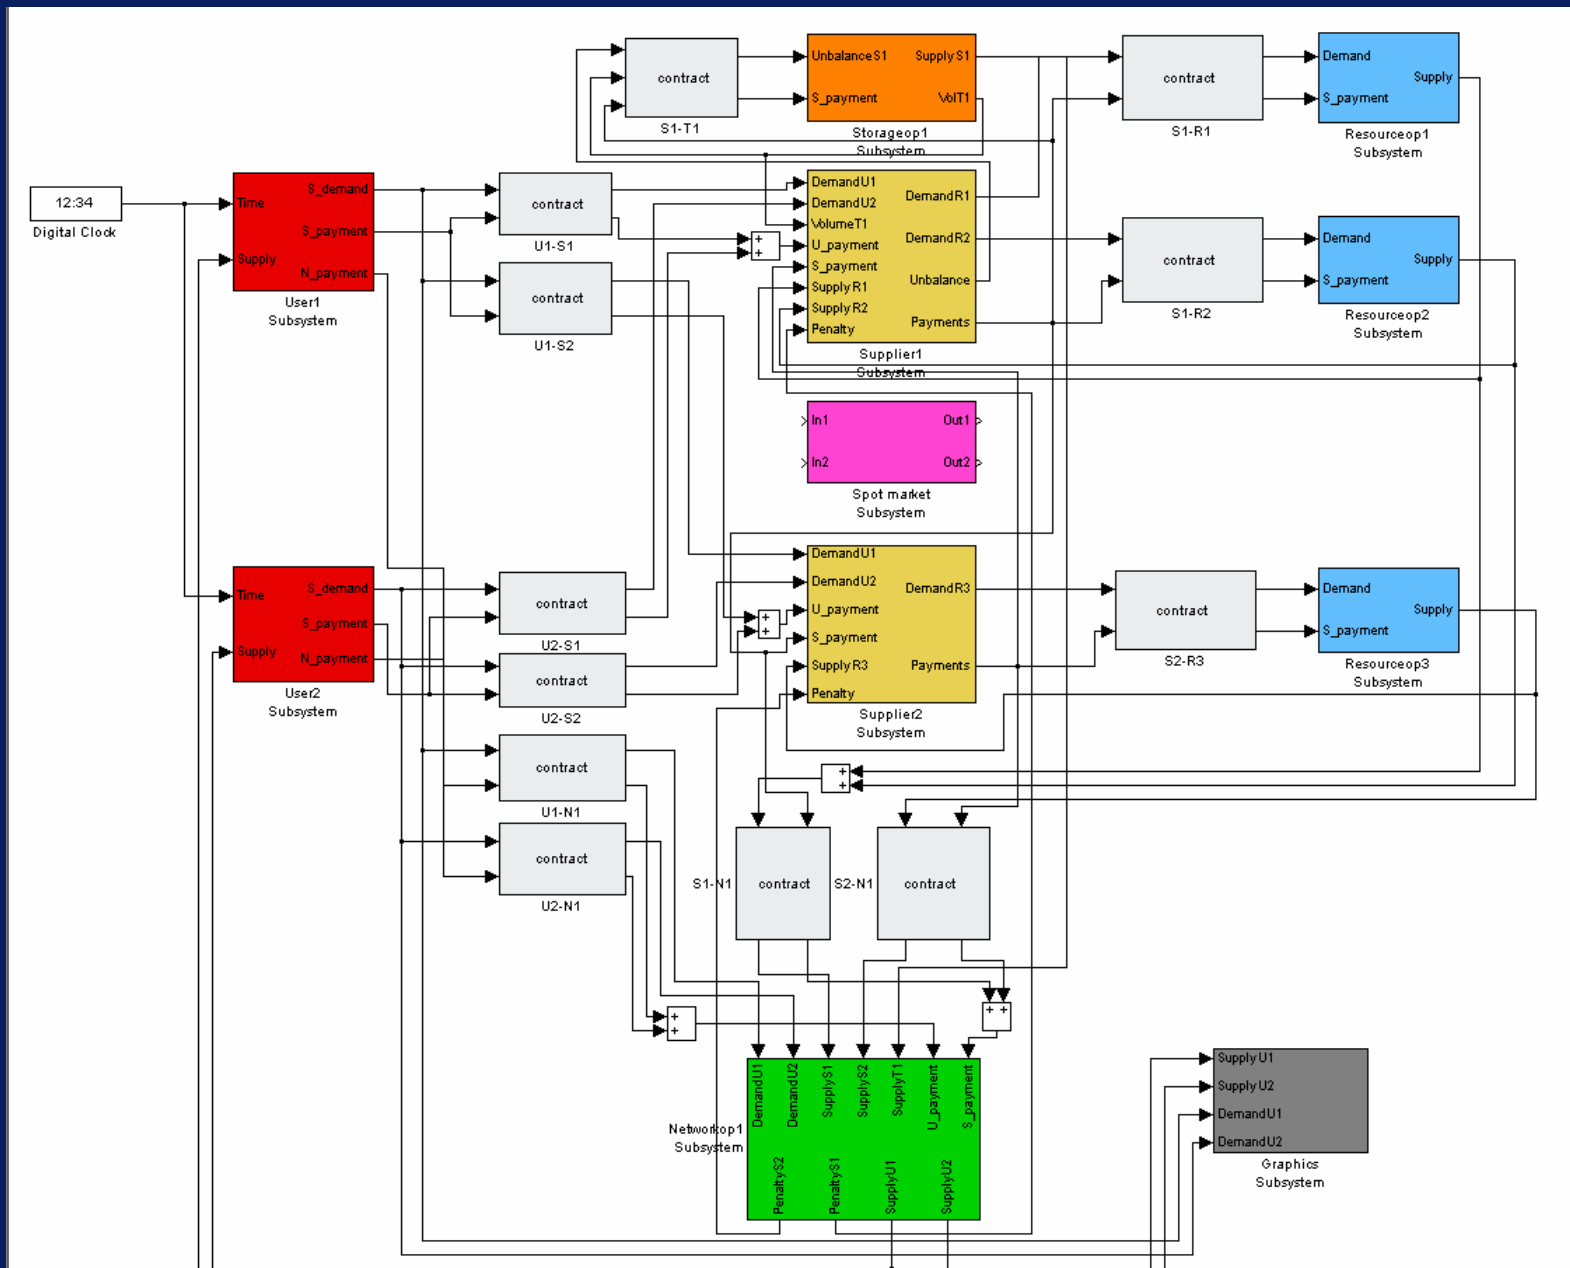 contract
S1-T1
UnbalanceS1
S_payment
SupplyS1
VolT1
Storageop1
Subsystem
contract
S1-R1
Demand
S_payment
Supply
Resourceop1
Subsystem
12:34
Digital Clock
Time
Supply
S_demand
S_payment
N_payment
User1
Subsystem
contract
U1-S1
contract
U1-S2
+
+
DemandU1
DemandU2
VolumeT1
U_payment
S_payment
SupplyR1
SupplyR2
Penalty
DemandR1
DemandR2
Unbalance
Payments
Supplier1
Subsystem
contract
S1-R2
Demand
S_payment
Supply
Resourceop2
Subsystem
In1
In2
Out1
Out2
Spot market
Subsystem
Time
Supply
S_demand
S_payment
N_payment
User2
Subsystem
contract
U2-S1
contract
U2-S2
+
+
DemandU1
DemandU2
U_payment
S_payment
SupplyR3
Penalty
DemandR3
Payments
Supplier2
Subsystem
contract
S2-R3
Demand
S_payment
Supply
Resourceop3
Subsystem
contract
U1-N1
contract
U2-N1
+
+
S1-N1
contract
S2-N1
contract
+
+
+ +
DemandU1
DemandU2
SupplyS1
SupplyS2
SupplyT1
U_payment
S_payment
Networkop1
Subsystem
PenaltyS2
PenaltyS1
SupplyU1
SupplyU2
SupplyU1
SupplyU2
DemandU1
DemandU2
Graphics
Subsystem